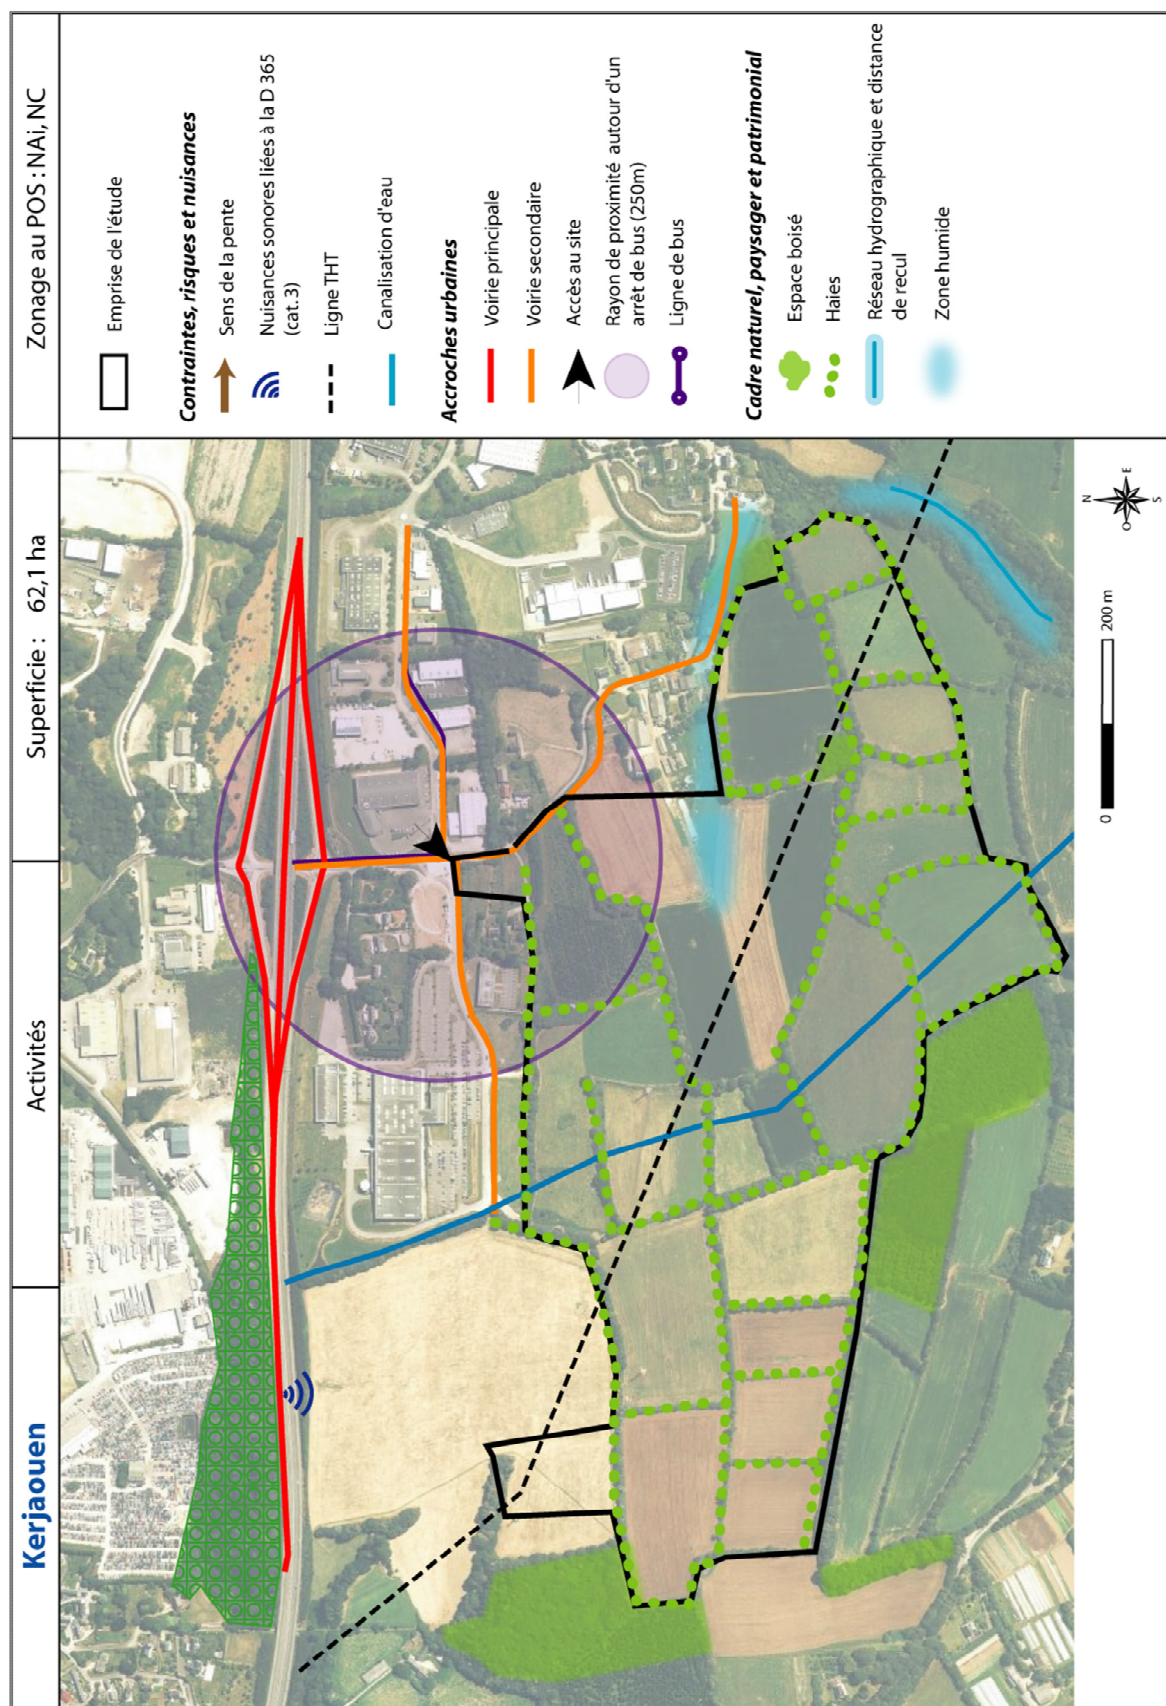 Kerjaouen
Activités
Superficie : 62,1 ha
Zonage au POS : NAi, NC
Emprise de l'étude
Contraintes, risques et nuisances
Sens de la pente
Nuisances sonores liées à la D 365
(cat. 3)
Ligne THT
Canalisation d'eau
Accroches urbaines
Voirie principale
Voirie secondaire
Accès au site
Rayon de proximité autour d'un
arrêt de bus (250m)
Ligne de bus
Cadre naturel, paysager et patrimonial
Espace boisé
Haies
Réseau hydrographique et distance
de recul
Zone humide
N
O
E
S
0
200 m